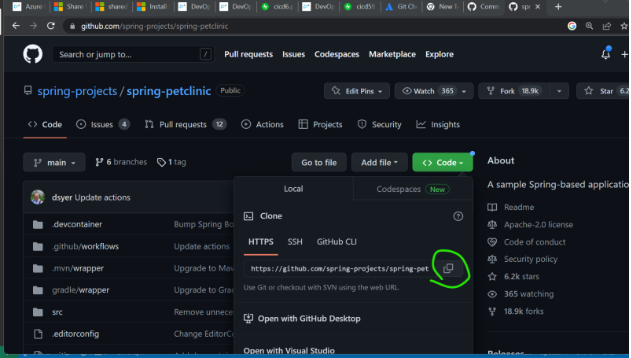 Azure
Share
shared
Install
DevOp
DevOp
cicd6.p
DevOp
cicd59
Git Che
New Ta
Comm
spr
github.com/spring-projects/spring-petclinic
Search or jump to...
/
Pull requests Issues Codespaces Marketplace Explore
spring-projects / spring-petclinic Public
Edit Pins
Watch 365
Fork 18.9k
Star 6.2
Code
Issues 4
Pull requests 12
Actions
Projects
Security
Insights
main
6 branches
1 tag
Go to file
Add file
Code
About
A sample Spring-based applicatio
Readme
Apache-2.0 license
Code of conduct
Security policy
6.2k stars
365 watching
18.9k forks
Releases
dsyer Update actions
.devcontainer Bump Spring Bo
.github/workflows Update actions
.mvn/wrapper Upgrade to Mav
gradle/wrapper Upgrade to Gra
src Remove unnece
.editorconfig Change EditorC
Local
Codespaces New
Clone
HTTPS SSH GitHub CLI
https://github.com/spring-projects/spring-pet
Use Git or checkout with SVN using the web URL.
Open with GitHub Desktop
Open with Visual Studio